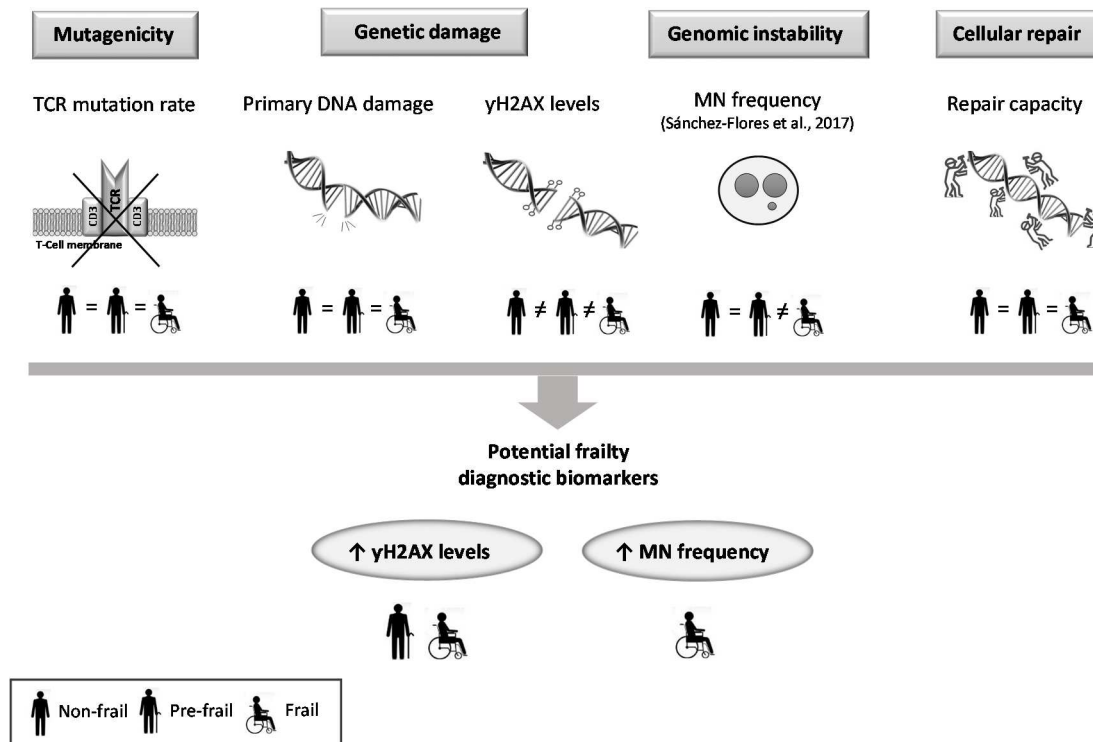 Mutagenicity
Genetic damage
Genomic instability
Cellular repair
TCR mutation rate
Primary DNA damage
yH2AX levels
MN frequency
(Sánchez-Flores et al., 2017)
Repair capacity
CD3
TCR
CD3
T-Cell membrane
= =
= =
≠ ≠
= ≠
= =
Potential frailty
diagnostic biomarkers
↑ yH2AX levels
↑ MN frequency
Non-frail
Pre-frail
Frail